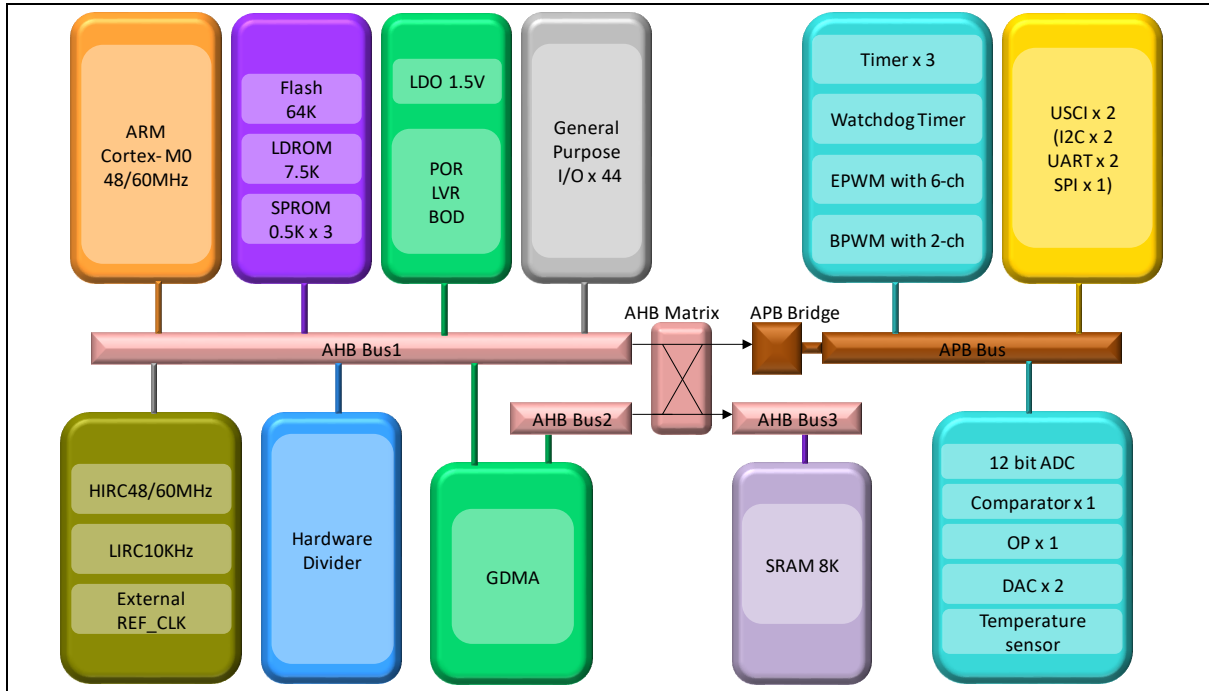 ARM
Cortex- M0
48/60MHz
Flash
64K
LDROM
7.5K
SPROM
0.5K x 3
LDO 1.5V
POR
LVR
BOD
General
Purpose
I/O x 44
Timer x 3
Watchdog Timer
EPWM with 6-ch
BPWM with 2-ch
USCI x 2
(I2C x 2
UART x 2
SPI x 1)
AHB Matrix
APB Bridge
AHB Bus1
APB Bus
AHB Bus2
AHB Bus3
HIRC48/60MHz
LIRC10KHz
External
REF_CLK
Hardware
Divider
GDMA
SRAM 8K
12 bit ADC
Comparator x 1
OP x 1
DAC x 2
Temperature
sensor